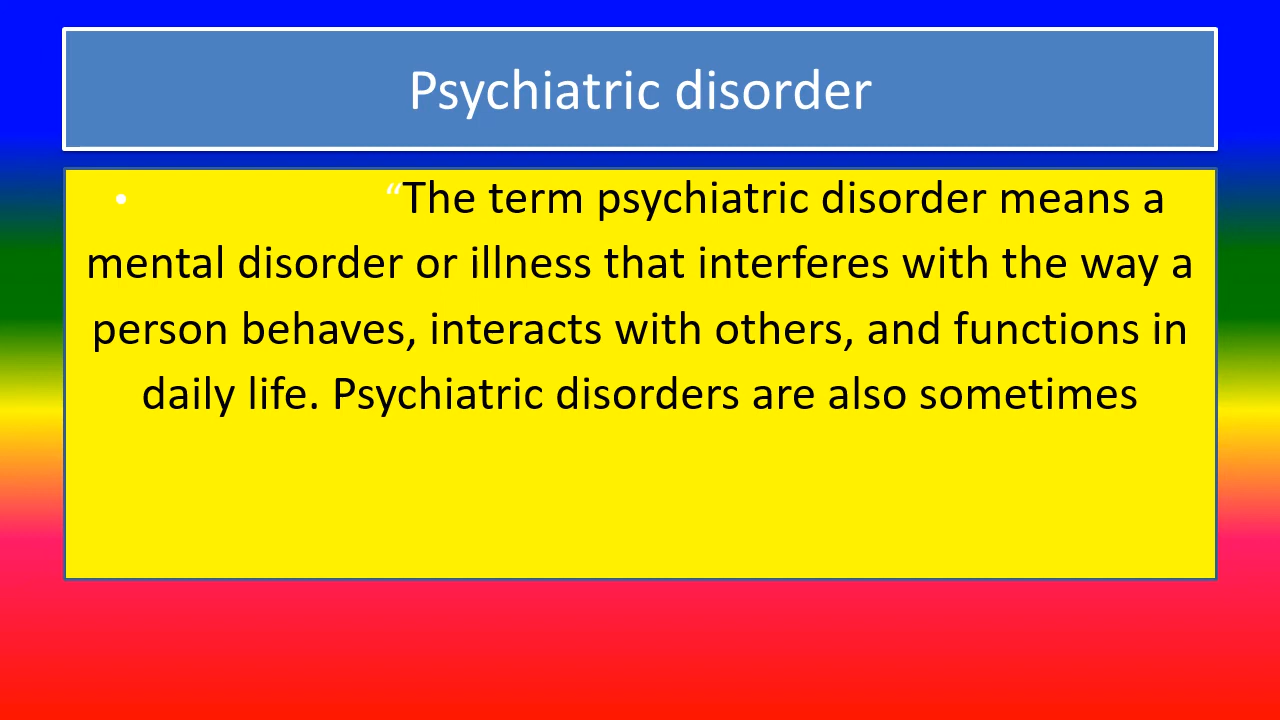 Psychiatric disorder
• “The term psychiatric disorder means a
mental disorder or illness that interferes with the way a
person behaves, interacts with others, and functions in
daily life. Psychiatric disorders are also sometimes